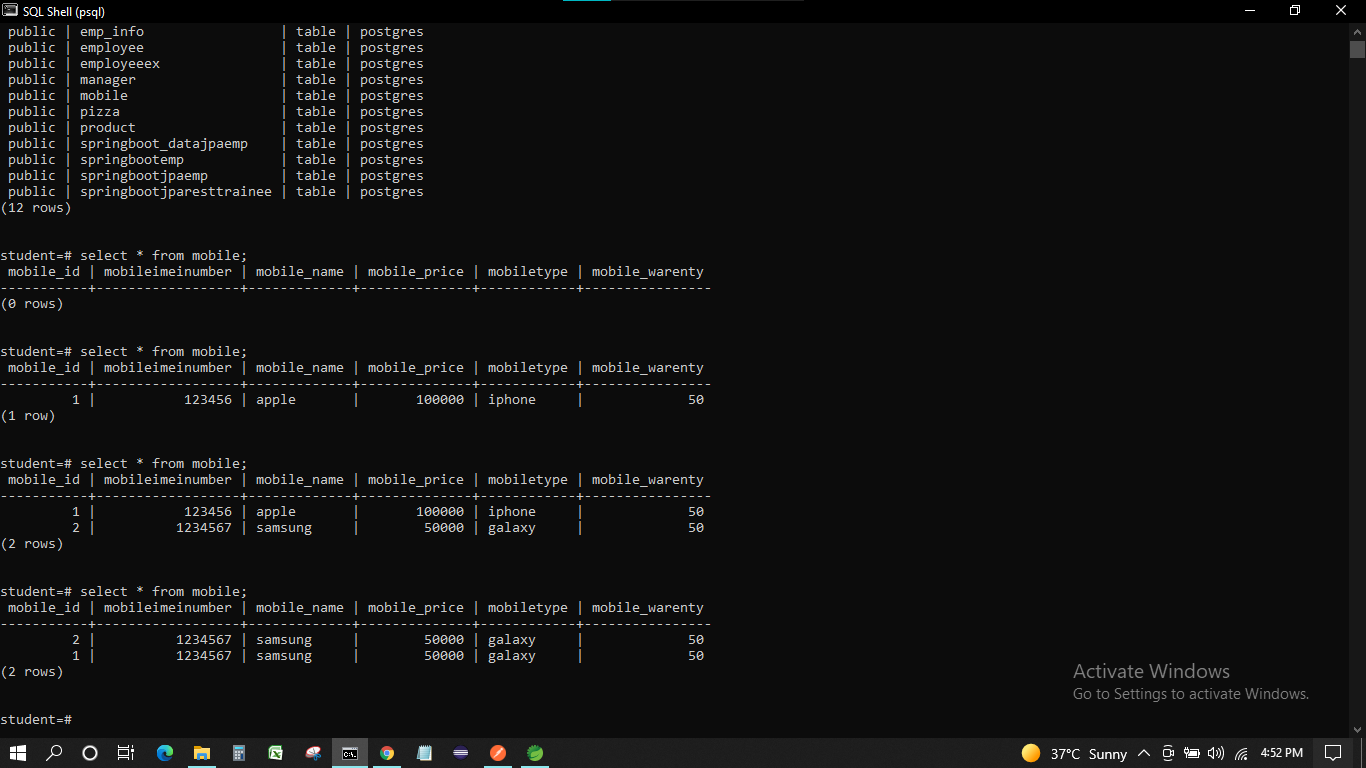 SQL Shell (psql)
public | emp_info | table | postgres
public | employee | table | postgres
public | employeeex | table | postgres
public | manager | table | postgres
public | mobile | table | postgres
public | pizza | table | postgres
public | product | table | postgres
public | springboot_datajpaemp | table | postgres
public | springbootemp | table | postgres
public | springbootjpaemp | table | postgres
public | springbootjparesttrainee | table | postgres
(12 rows)
student=# select * from mobile;
mobile_id | mobileimeinumber | mobile_name | mobile_price | mobiletype | mobile_warenty
-----------+------------------+-------------+--------------+------------+----------------
(0 rows)
student=# select * from mobile;
mobile_id | mobileimeinumber | mobile_name | mobile_price | mobiletype | mobile_warenty
-----------+------------------+-------------+--------------+------------+----------------
1 | 123456 | apple | 100000 | iphone | 50
(1 row)
student=# select * from mobile;
mobile_id | mobileimeinumber | mobile_name | mobile_price | mobiletype | mobile_warenty
-----------+------------------+-------------+--------------+------------+----------------
1 | 123456 | apple | 100000 | iphone | 50
2 | 1234567 | samsung | 50000 | galaxy | 50
(2 rows)
student=# select * from mobile;
mobile_id | mobileimeinumber | mobile_name | mobile_price | mobiletype | mobile_warenty
-----------+------------------+-------------+--------------+------------+----------------
2 | 1234567 | samsung | 50000 | galaxy | 50
1 | 1234567 | samsung | 50000 | galaxy | 50
(2 rows)
student=#
Activate Windows
Go to Settings to activate Windows.
37°C Sunny
4:52 PM